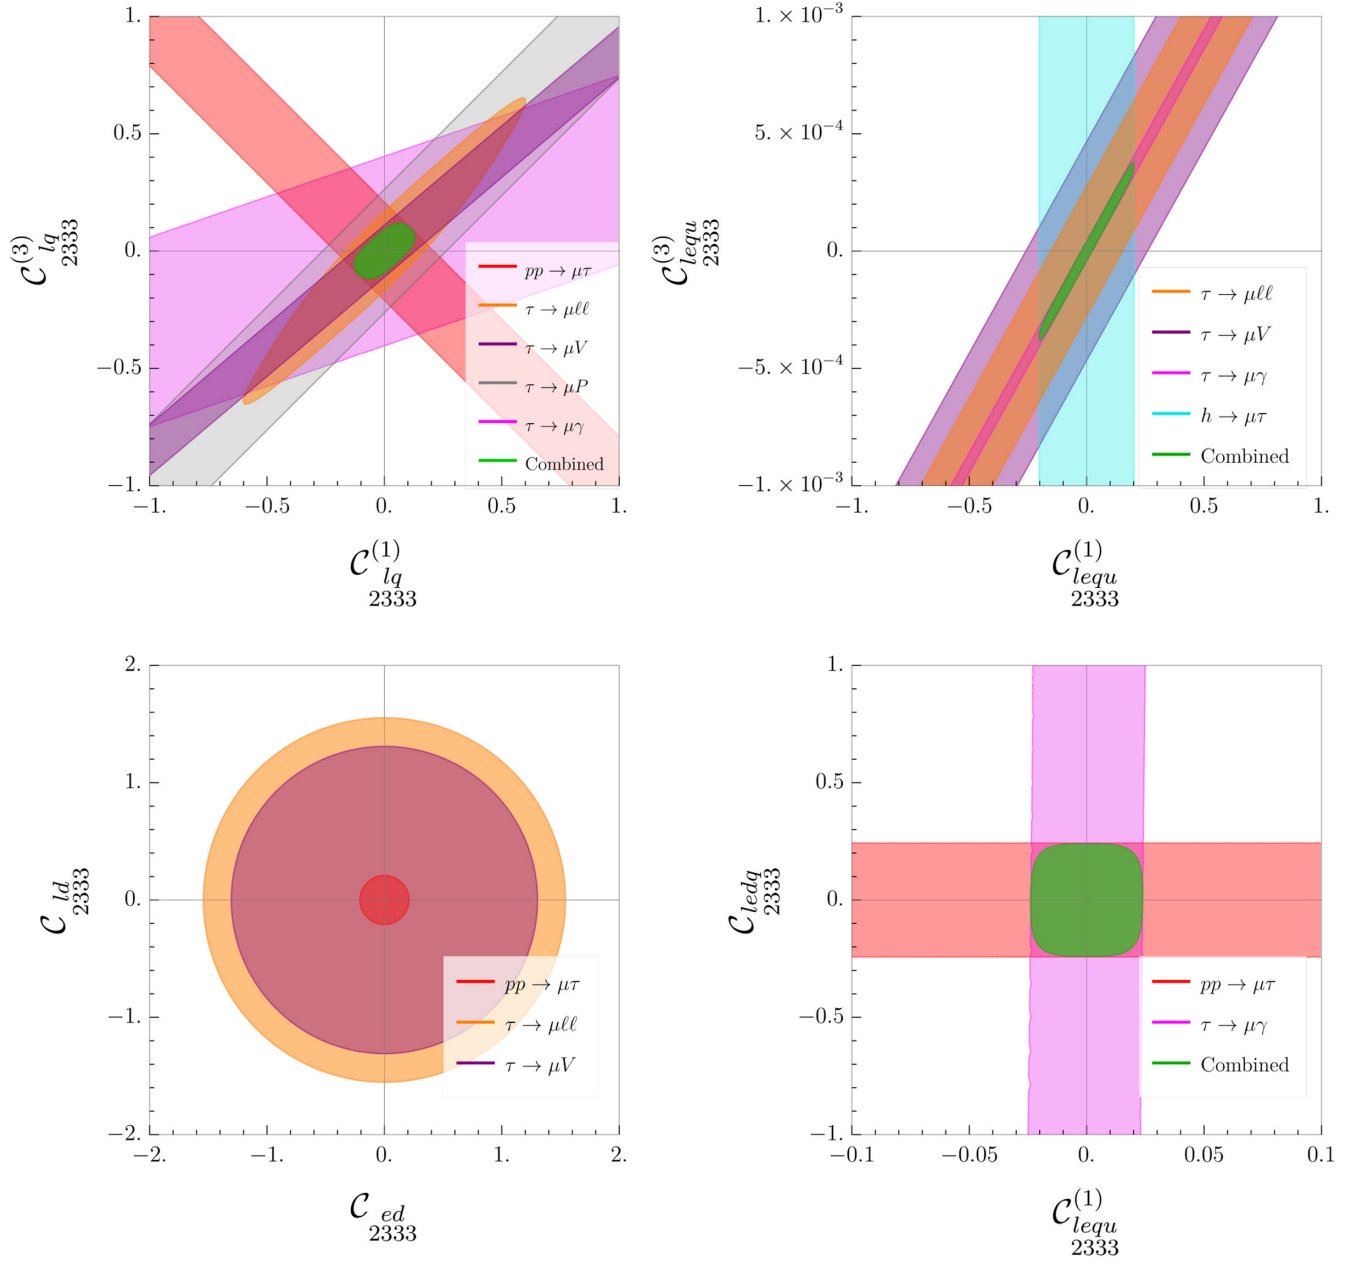 1.
0.5
0.
−0.5
−1.
−1.
−0.5
0.
0.5
1.
C^{(3)}_{lq 2333}
C^{(1)}_{lq 2333}
pp → μτ
τ → μℓℓ
τ → μV
τ → μP
τ → μγ
Combined
1. × 10^{−3}
5. × 10^{−4}
0.
−5. × 10^{−4}
−1. × 10^{−3}
−1.
−0.5
0.
0.5
1.
C^{(3)}_{lequ 2333}
C^{(1)}_{lequ 2333}
τ → μℓℓ
τ → μV
τ → μγ
h → μτ
Combined
2.
1.
0.
−1.
−2.
−2.
−1.
0.
1.
2.
C_{ld 2333}
C_{ed 2333}
pp → μτ
τ → μℓℓ
τ → μV
1.
0.5
0.
−0.5
−1.
−0.1
−0.05
0.
0.05
0.1
C_{ledq 2333}
C^{(1)}_{lequ 2333}
pp → μτ
τ → μγ
Combined